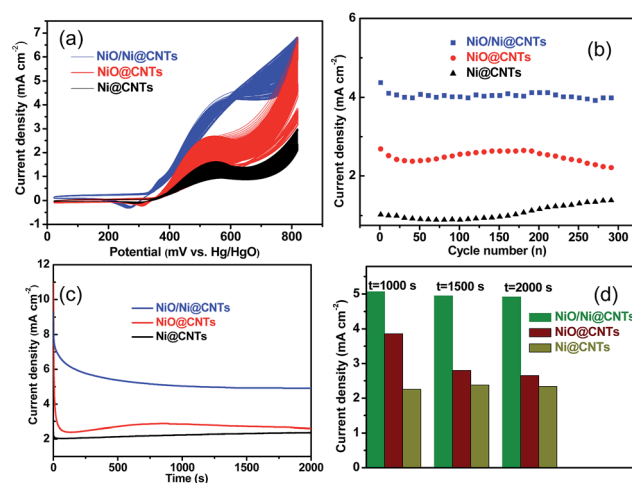 (a)
NiO/Ni@CNTs
NiO@CNTs
Ni@CNTs
Current density (mA cm⁻²)
7
6
5
4
3
2
1
0
-1
0 200 400 600 800
Potential (mV vs. Hg/HgO)
(b)
NiO/Ni@CNTs
NiO@CNTs
Ni@CNTs
Current density (mA cm⁻²)
6
4
2
0 50 100 150 200 250 300
Cycle number (n)
(c)
NiO/Ni@CNTs
NiO@CNTs
Ni@CNTs
Current density (mA cm⁻²)
12
10
8
6
4
2
0 500 1000 1500 2000
Time (s)
(d)
t=1000 s t=1500 s t=2000 s
NiO/Ni@CNTs
NiO@CNTs
Ni@CNTs
Current density (mA cm⁻²)
5
4
3
2
1
0